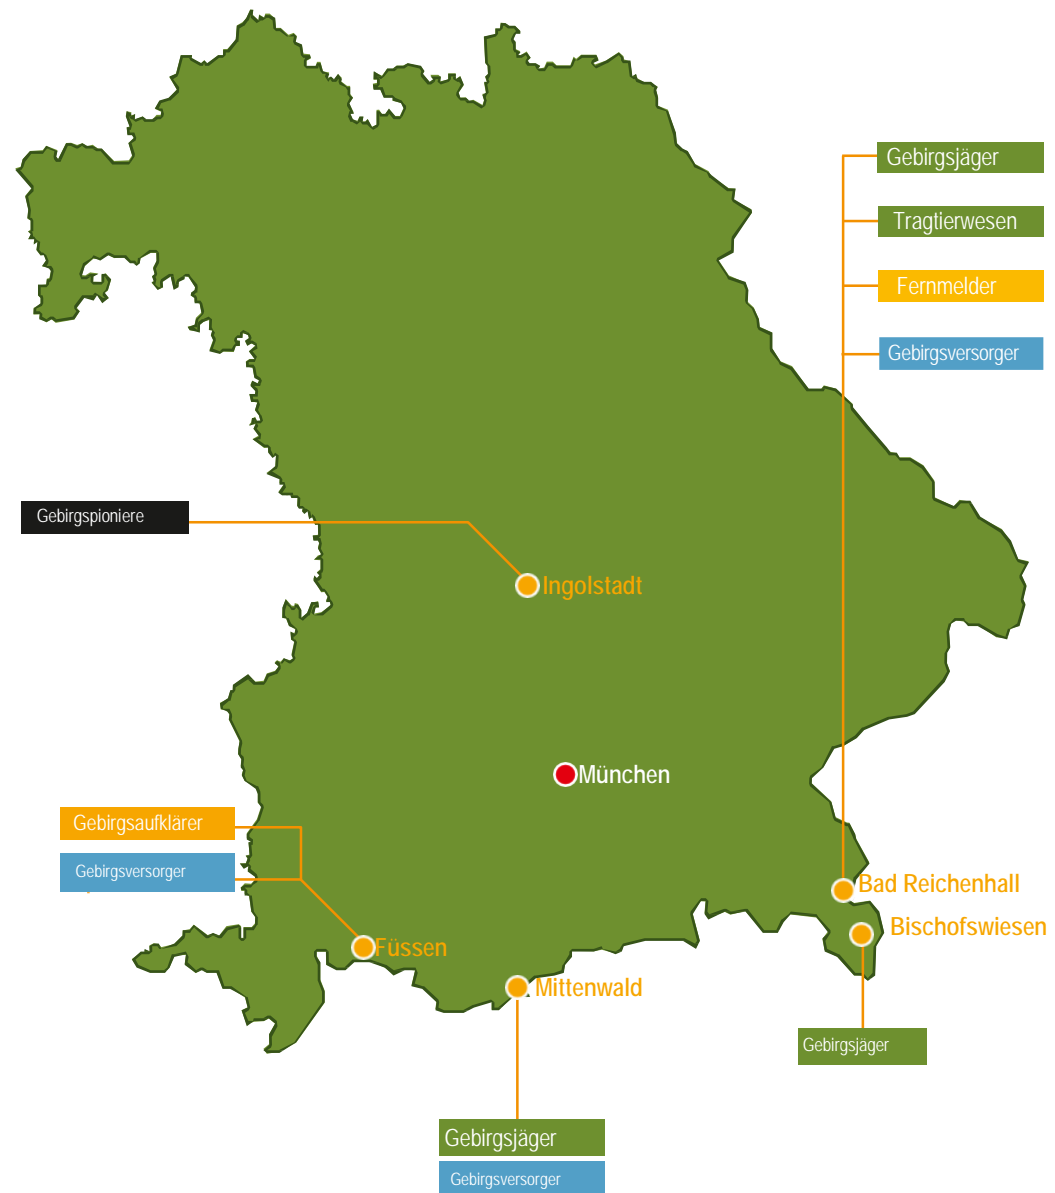 Gebirgsjäger
Tragtierwesen
Fernmelder
Gebirgsversorger
Gebirgspioniere
Ingolstadt
München
Gebirgsaufklärer
Gebirgsversorger
Bad Reichenhall
Bischofswiesen
Füssen
Mittenwald
Gebirgsjäger
Gebirgsjäger
Gebirgsversorger